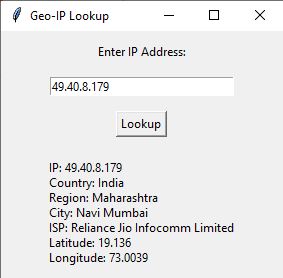 Geo-IP Lookup
Enter IP Address:
49.40.8.179
Lookup
IP: 49.40.8.179
Country: India
Region: Maharashtra
City: Navi Mumbai
ISP: Reliance Jio Infocomm Limited
Latitude: 19.136
Longitude: 73.0039